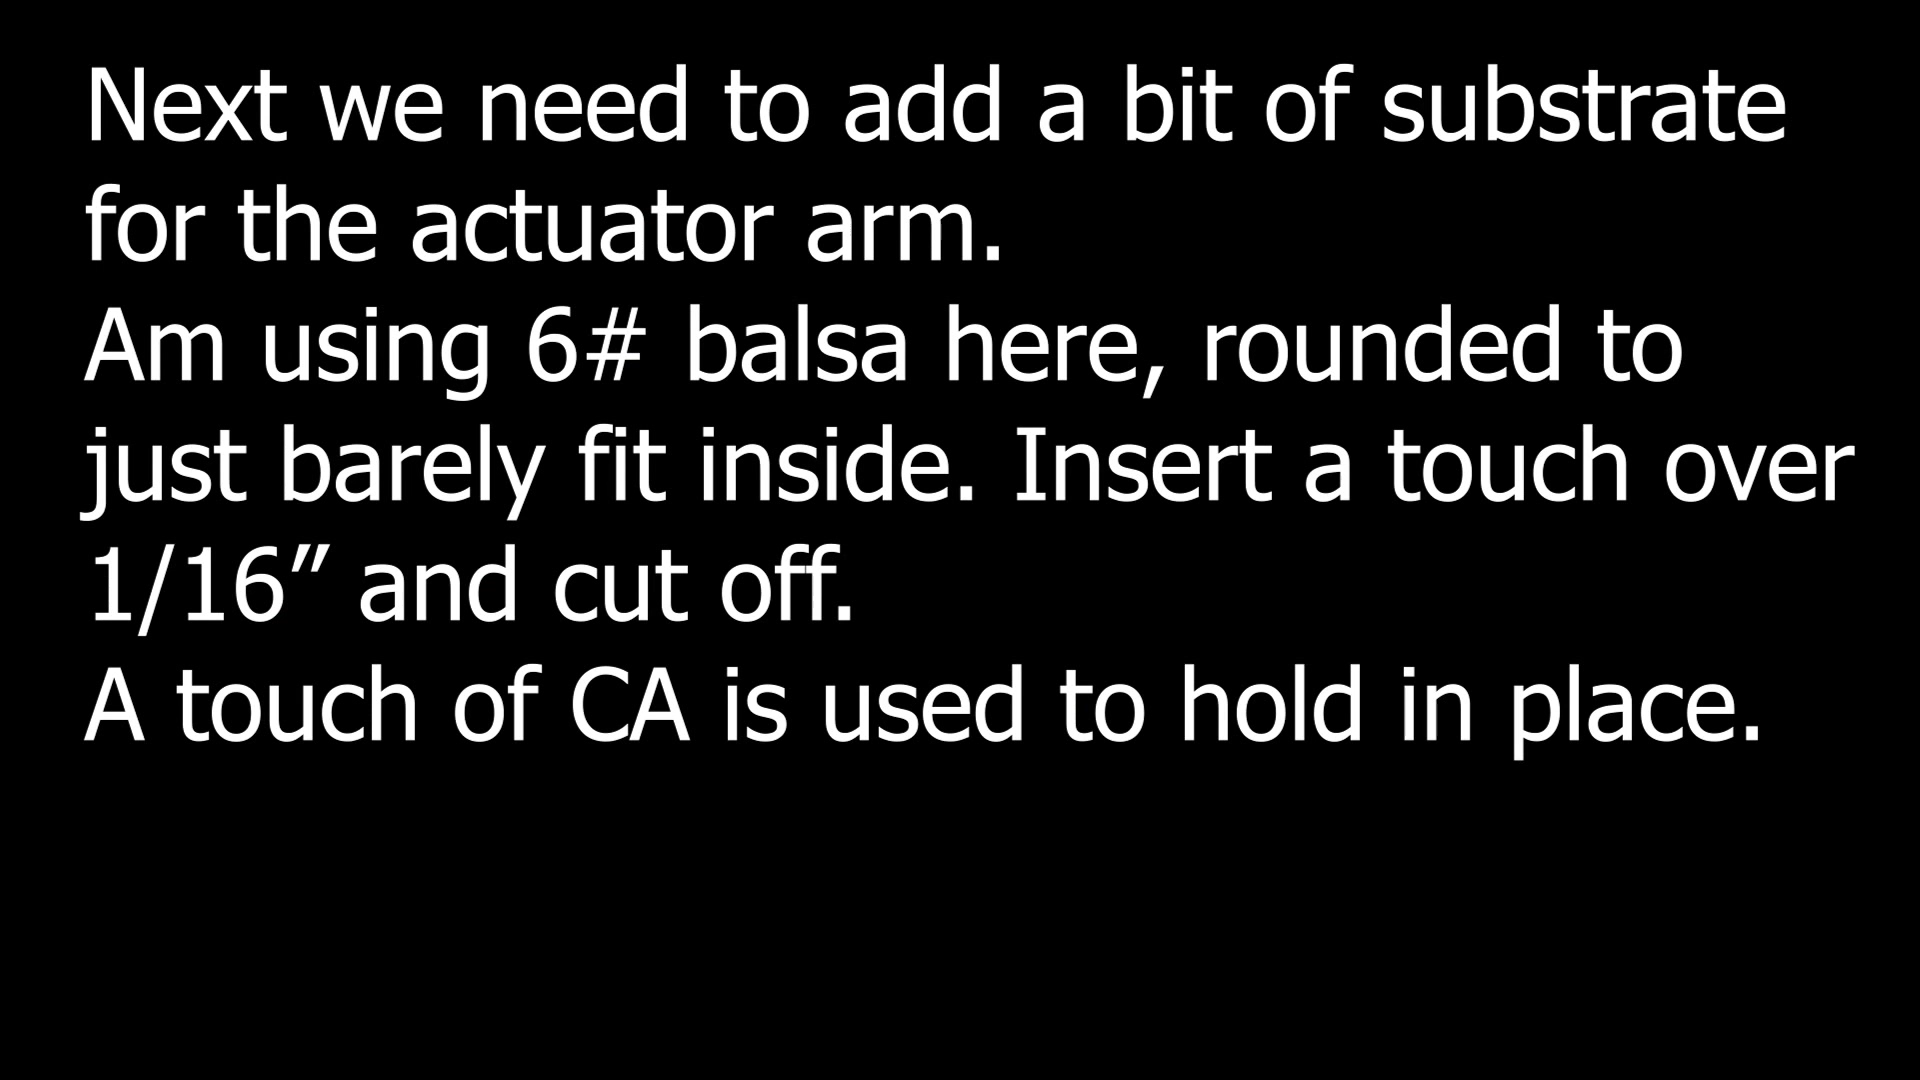 Next we need to add a bit of substrate
for the actuator arm.
Am using 6# balsa here, rounded to
just barely fit inside. Insert a touch over
1/16” and cut off.
A touch of CA is used to hold in place.